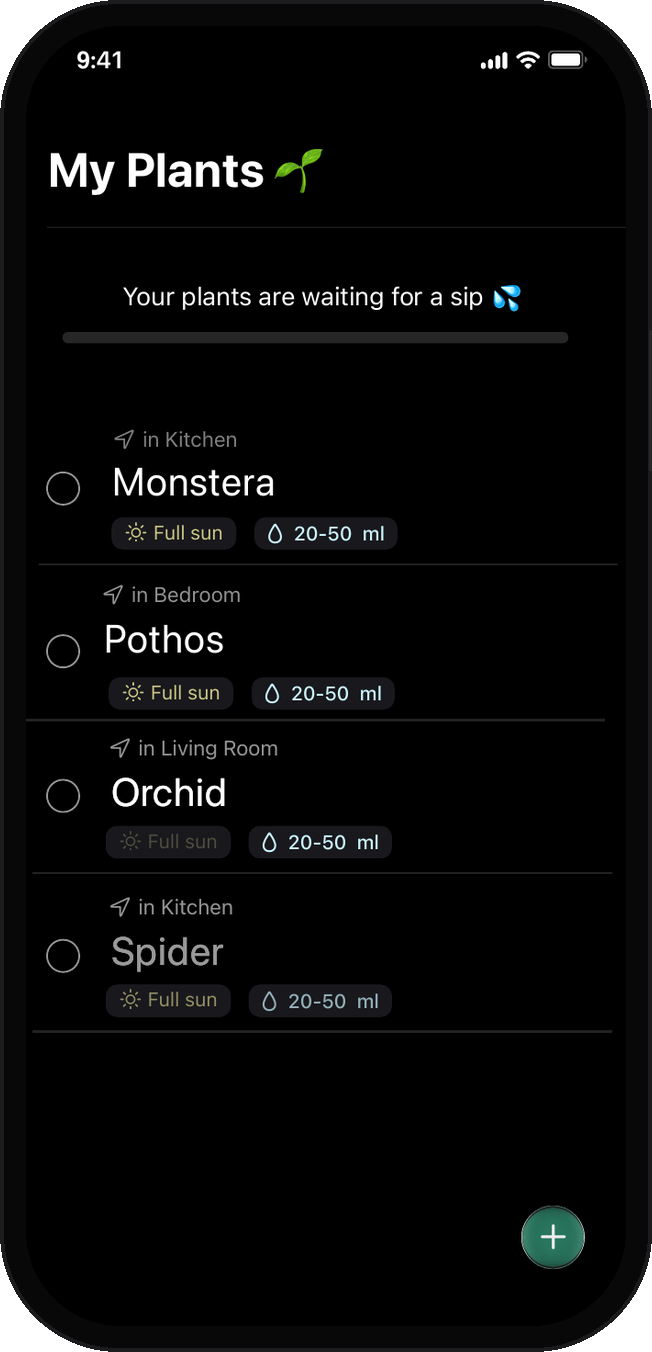 9:41
My Plants 🌱
Your plants are waiting for a sip 💦
in Kitchen
Monstera
Full sun 20-50 ml
in Bedroom
Pothos
Full sun 20-50 ml
in Living Room
Orchid
Full sun 20-50 ml
in Kitchen
Spider
Full sun 20-50 ml